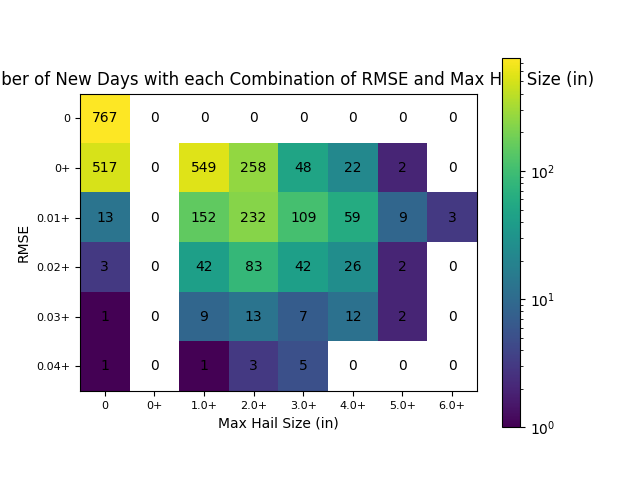 ber of New Days with each Combination of RMSE and Max H Size (in)
0 767 0 0 0 0 0 0 0
0+ 517 0 549 258 48 22 2 0
0.01+ 13 0 152 232 109 59 9 3
0.02+ 3 0 42 83 42 26 2 0
0.03+ 1 0 9 13 7 12 2 0
0.04+ 1 0 1 3 5 0 0 0
0 0+ 1.0+ 2.0+ 3.0+ 4.0+ 5.0+ 6.0+
Max Hail Size (in)
RMSE
10²
10¹
10⁰